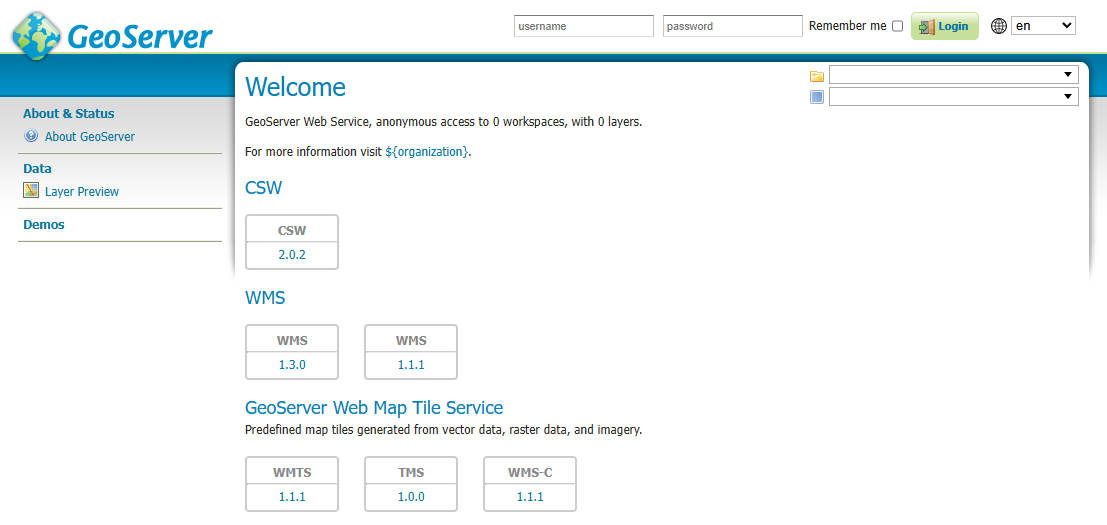 GeoServer
username
password
Remember me
Login
en
About & Status
About GeoServer
Data
Layer Preview
Demos
Welcome
GeoServer Web Service, anonymous access to 0 workspaces, with 0 layers.
For more information visit ${organization}.
CSW
CSW
2.0.2
WMS
WMS
1.3.0
WMS
1.1.1
GeoServer Web Map Tile Service
Predefined map tiles generated from vector data, raster data, and imagery.
WMTS
1.1.1
TMS
1.0.0
WMS-C
1.1.1